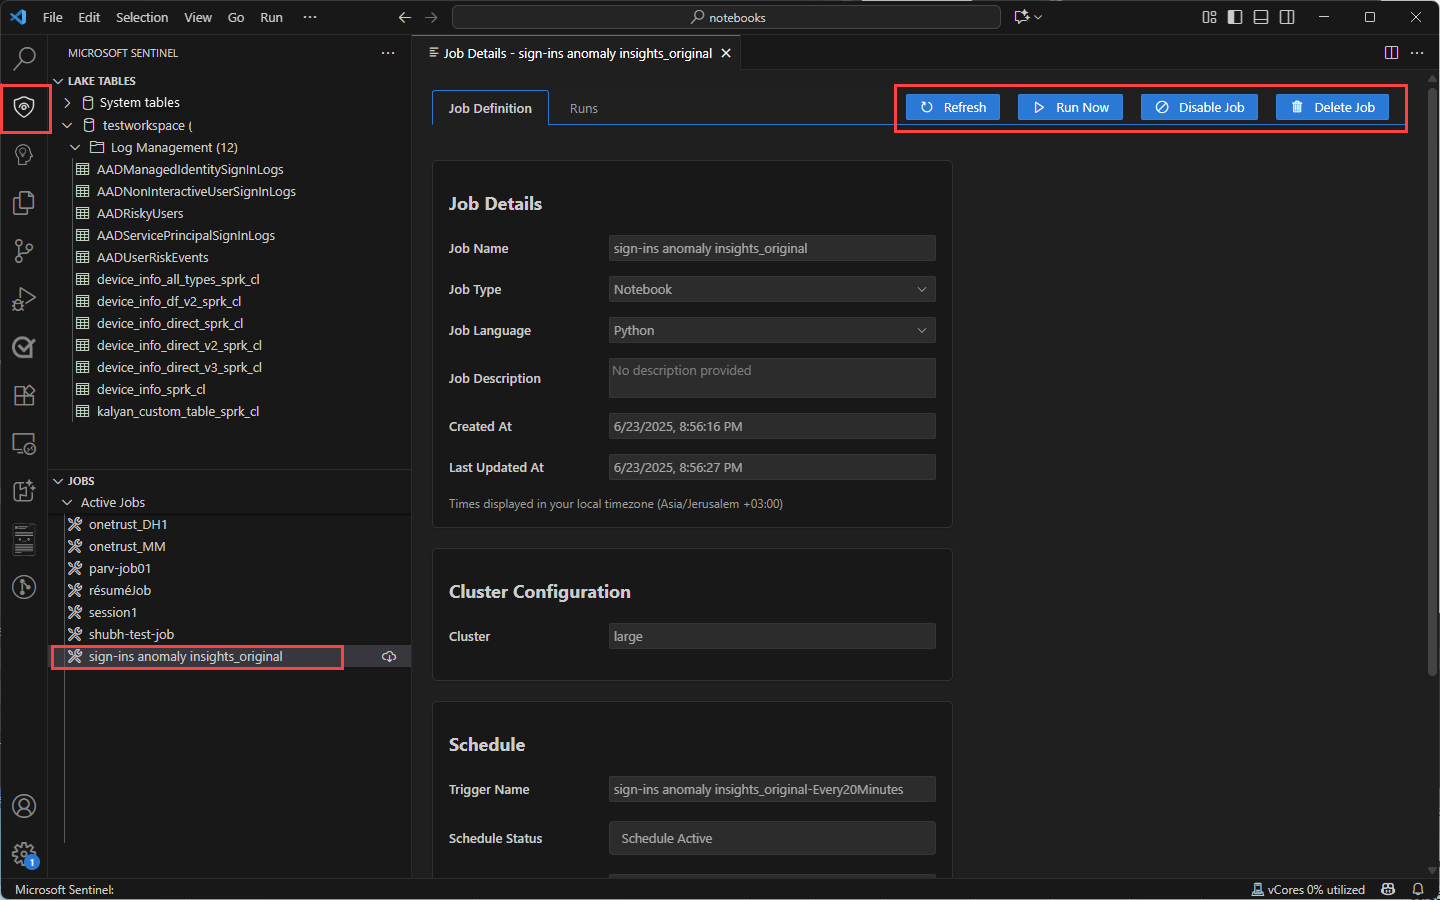 File Edit Selection View Go Run ···
notebooks
MICROSOFT SENTINEL ···
LAKE TABLES
System tables
testworkspace (
Log Management (12)
AADManagedIdentitySignInLogs
AADNonInteractiveUserSignInLogs
AADRiskyUsers
AADServicePrincipalSignInLogs
AADUserRiskEvents
device_info_all_types_sprk_cl
device_info_df_v2_sprk_cl
device_info_direct_sprk_cl
device_info_direct_v2_sprk_cl
device_info_direct_v3_sprk_cl
device_info_sprk_cl
kalyan_custom_table_sprk_cl
JOBS
Active Jobs
onetrust_DH1
onetrust_MM
parv-job01
résuméJob
session1
shubh-test-job
sign-ins anomaly insights_original
Job Details - sign-ins anomaly insights_original
Job Definition Runs
Refresh Run Now Disable Job Delete Job
Job Details
Job Name sign-ins anomaly insights_original
Job Type Notebook
Job Language Python
Job Description No description provided
Created At 6/23/2025, 8:56:16 PM
Last Updated At 6/23/2025, 8:56:27 PM
Times displayed in your local timezone (Asia/Jerusalem +03:00)
Cluster Configuration
Cluster large
Schedule
Trigger Name sign-ins anomaly insights_original-Every20Minutes
Schedule Status Schedule Active
1
Microsoft Sentinel: vCores 0% utilized